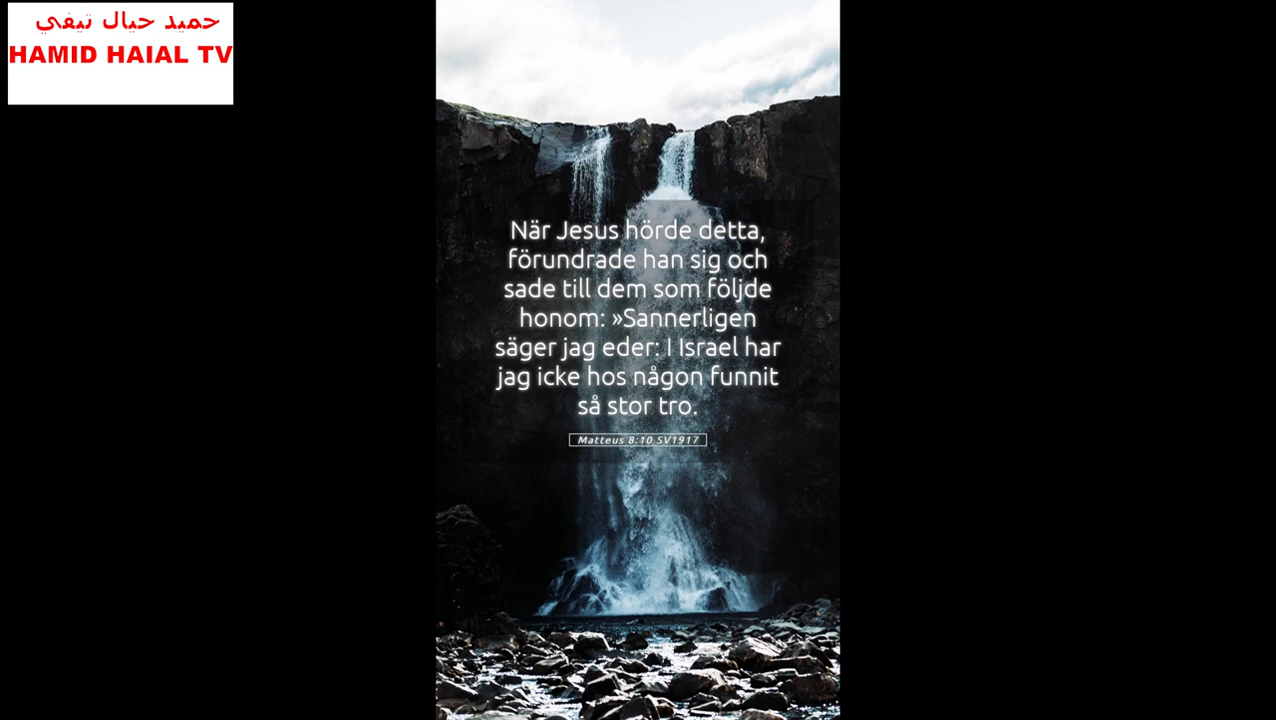 حميد حيال تيفي
HAMID HAIAL TV
När Jesus hörde detta,
förundrade han sig och
sade till dem som följde
honom: »Sannerligen
säger jag eder: I Israel har
jag icke hos någon funnit
så stor tro.
Matteus 8:10 SV1917